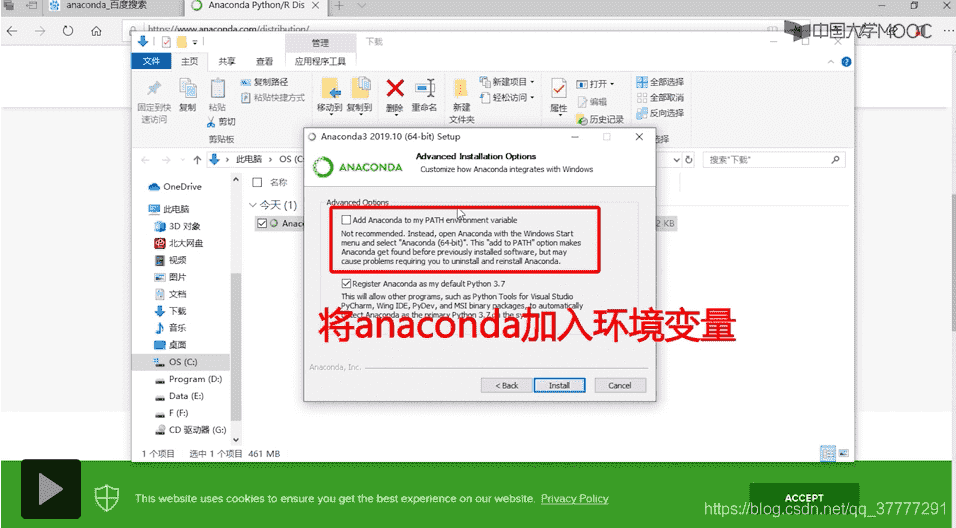 anaconda_百度搜索
Anaconda Python/R Dis
https://www.anaconda.com/distribution/
中国大学MOOC
管理
下载
文件
主页
共享
查看
应用程序工具
固定到快速访问
复制
粘贴
复制路径
粘贴快捷方式
剪切
剪贴板
移动到
复制到
删除
重命名
新建
文件夹
新建项目
轻松访问
属性
打开
编辑
历史记录
全部选择
全部取消
反向选择
选择
此电脑
OS (C:
搜索"下载"
OneDrive
此电脑
3D 对象
北大网盘
视频
图片
文档
下载
音乐
桌面
OS (C:)
Program (D:)
Data (E:)
F (F:)
CD 驱动器 (G:)
名称
今天 (1)
Anaco
2 KB
Anaconda3 2019.10 (64-bit) Setup
ANACONDA
Advanced Installation Options
Customize how Anaconda integrates with Windows
Advanced Options
Add Anaconda to my PATH environment variable
Not recommended. Instead, open Anaconda with the Windows Start
menu and select "Anaconda (64-bit)". This "add to PATH" option makes
Anaconda get found before previously installed software, but may
cause problems requiring you to uninstall and reinstall Anaconda.
Register Anaconda as my default Python 3.7
This will allow other programs, such as Python Tools for Visual Studio
PyCharm, Wing IDE, PyDev, and MSI binary packages, to automatically
detect Anaconda as the primary Python 3.7 on the
将anaconda加入环境变量
Anaconda, Inc.
< Back
Install
Cancel
1 个项目
选中 1 个项目 461 MB
This website uses cookies to ensure you get the best experience on our website.
Privacy Policy
ACCEPT
https://blog.csdn.net/qq_37777291